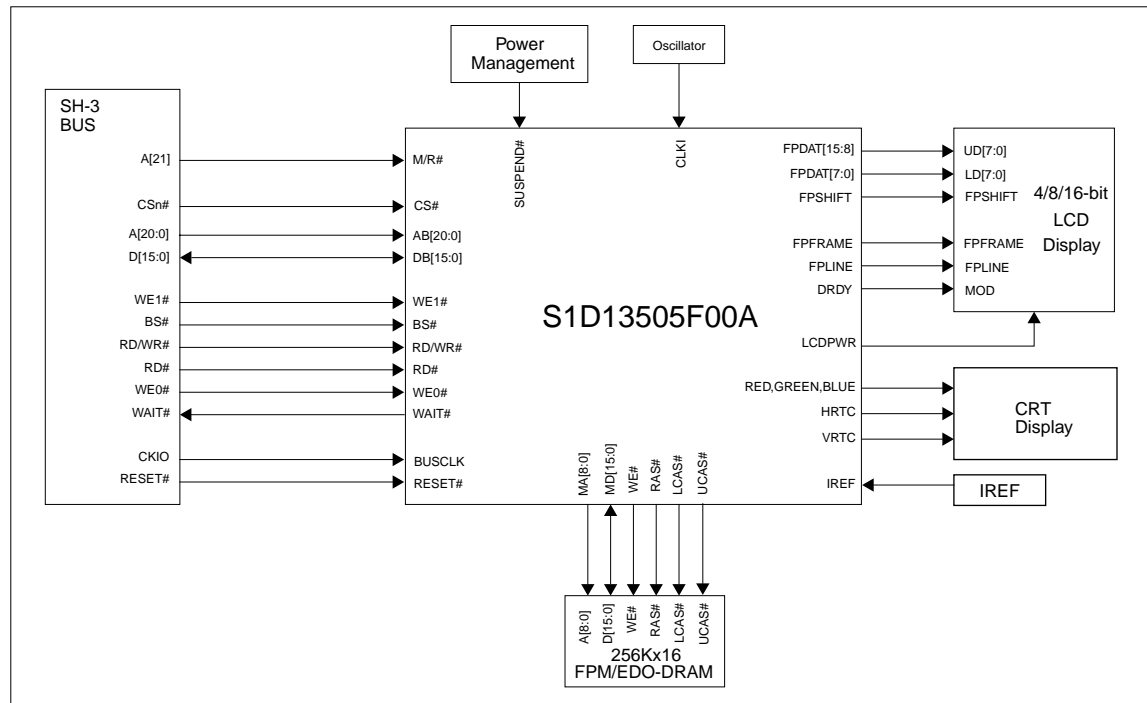 Power
Management
Oscillator
SH-3
BUS
A[21]
CSn#
A[20:0]
D[15:0]
WE1#
BS#
RD/WR#
RD#
WE0#
WAIT#
CKIO
RESET#
SUSPEND#
CLKI
M/R#
CS#
AB[20:0]
DB[15:0]
WE1#
BS#
RD/WR#
RD#
WE0#
WAIT#
BUSCLK
RESET#
S1D13505F00A
FPDAT[15:8]
FPDAT[7:0]
FPSHIFT
FPFRAME
FPLINE
DRDY
LCDPWR
RED,GREEN,BLUE
HRTC
VRTC
IREF
UD[7:0]
LD[7:0]
FPSHIFT
FPFRAME
FPLINE
MOD
4/8/16-bit
LCD
Display
CRT
Display
IREF
MA[8:0]
MD[15:0]
WE#
RAS#
LCAS#
UCAS#
A[8:0]
D[15:0]
WE#
RAS#
LCAS#
UCAS#
256Kx16
FPM/EDO-DRAM